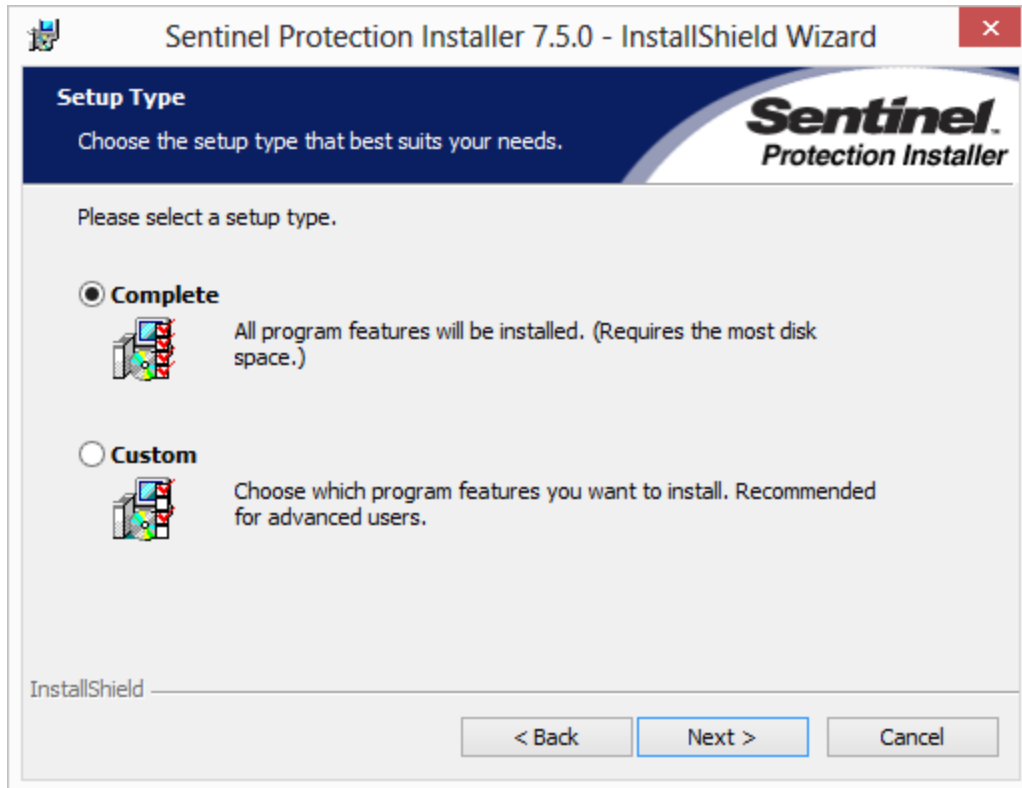 Sentinel Protection Installer 7.5.0 - InstallShield Wizard
Setup Type
Choose the setup type that best suits your needs.
Sentinel.
Protection Installer
Please select a setup type.
Complete
All program features will be installed. (Requires the most disk
space.)
Custom
Choose which program features you want to install. Recommended
for advanced users.
InstallShield
< Back
Next >
Cancel